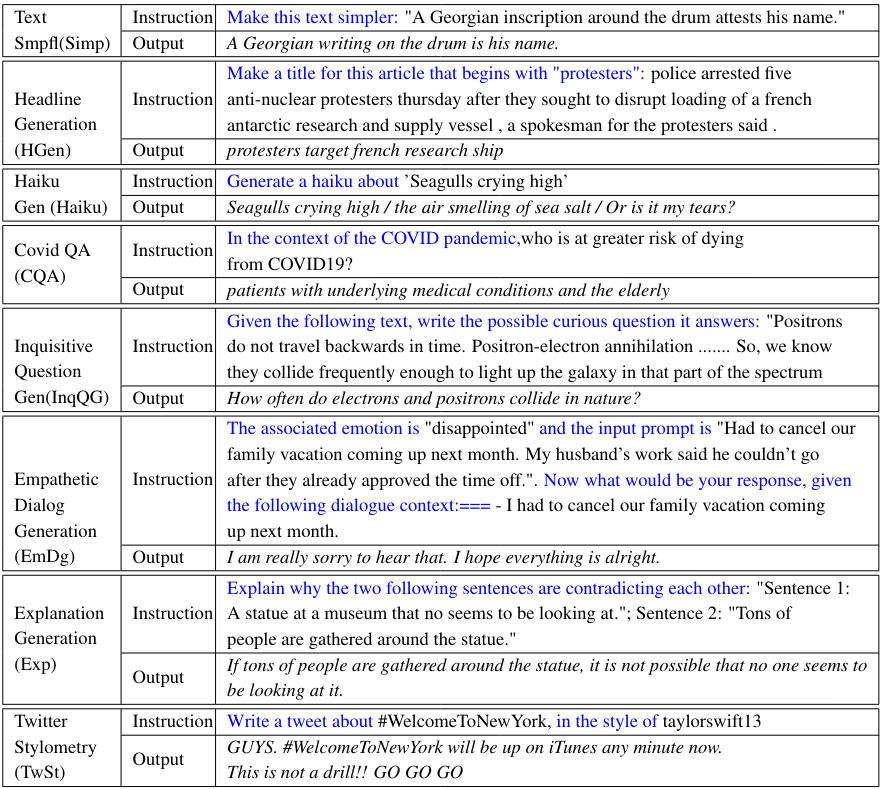 Text
Smpfl(Simp)
Instruction
Make this text simpler: "A Georgian inscription around the drum attests his name."
Output
A Georgian writing on the drum is his name.
Headline
Generation
(HGen)
Instruction
Make a title for this article that begins with "protesters": police arrested five
anti-nuclear protesters thursday after they sought to disrupt loading of a french
antarctic research and supply vessel , a spokesman for the protesters said .
Output
protesters target french research ship
Haiku
Gen (Haiku)
Instruction
Generate a haiku about ’Seagulls crying high’
Output
Seagulls crying high / the air smelling of sea salt / Or is it my tears?
Covid QA
(CQA)
Instruction
In the context of the COVID pandemic,who is at greater risk of dying
from COVID19?
Output
patients with underlying medical conditions and the elderly
Inquisitive
Question
Gen(InqQG)
Instruction
Given the following text, write the possible curious question it answers: "Positrons
do not travel backwards in time. Positron-electron annihilation ....... So, we know
they collide frequently enough to light up the galaxy in that part of the spectrum
Output
How often do electrons and positrons collide in nature?
Empathetic
Dialog
Generation
(EmDg)
Instruction
The associated emotion is "disappointed" and the input prompt is "Had to cancel our
family vacation coming up next month. My husband’s work said he couldn’t go
after they already approved the time off.". Now what would be your response, given
the following dialogue context:=== - I had to cancel our family vacation coming
up next month.
Output
I am really sorry to hear that. I hope everything is alright.
Explanation
Generation
(Exp)
Instruction
Explain why the two following sentences are contradicting each other: "Sentence 1:
A statue at a museum that no seems to be looking at."; Sentence 2: "Tons of
people are gathered around the statue."
Output
If tons of people are gathered around the statue, it is not possible that no one seems to
be looking at it.
Twitter
Stylometry
(TwSt)
Instruction
Write a tweet about #WelcomeToNewYork, in the style of taylorswift13
Output
GUYS. #WelcomeToNewYork will be up on iTunes any minute now.
This is not a drill!! GO GO GO